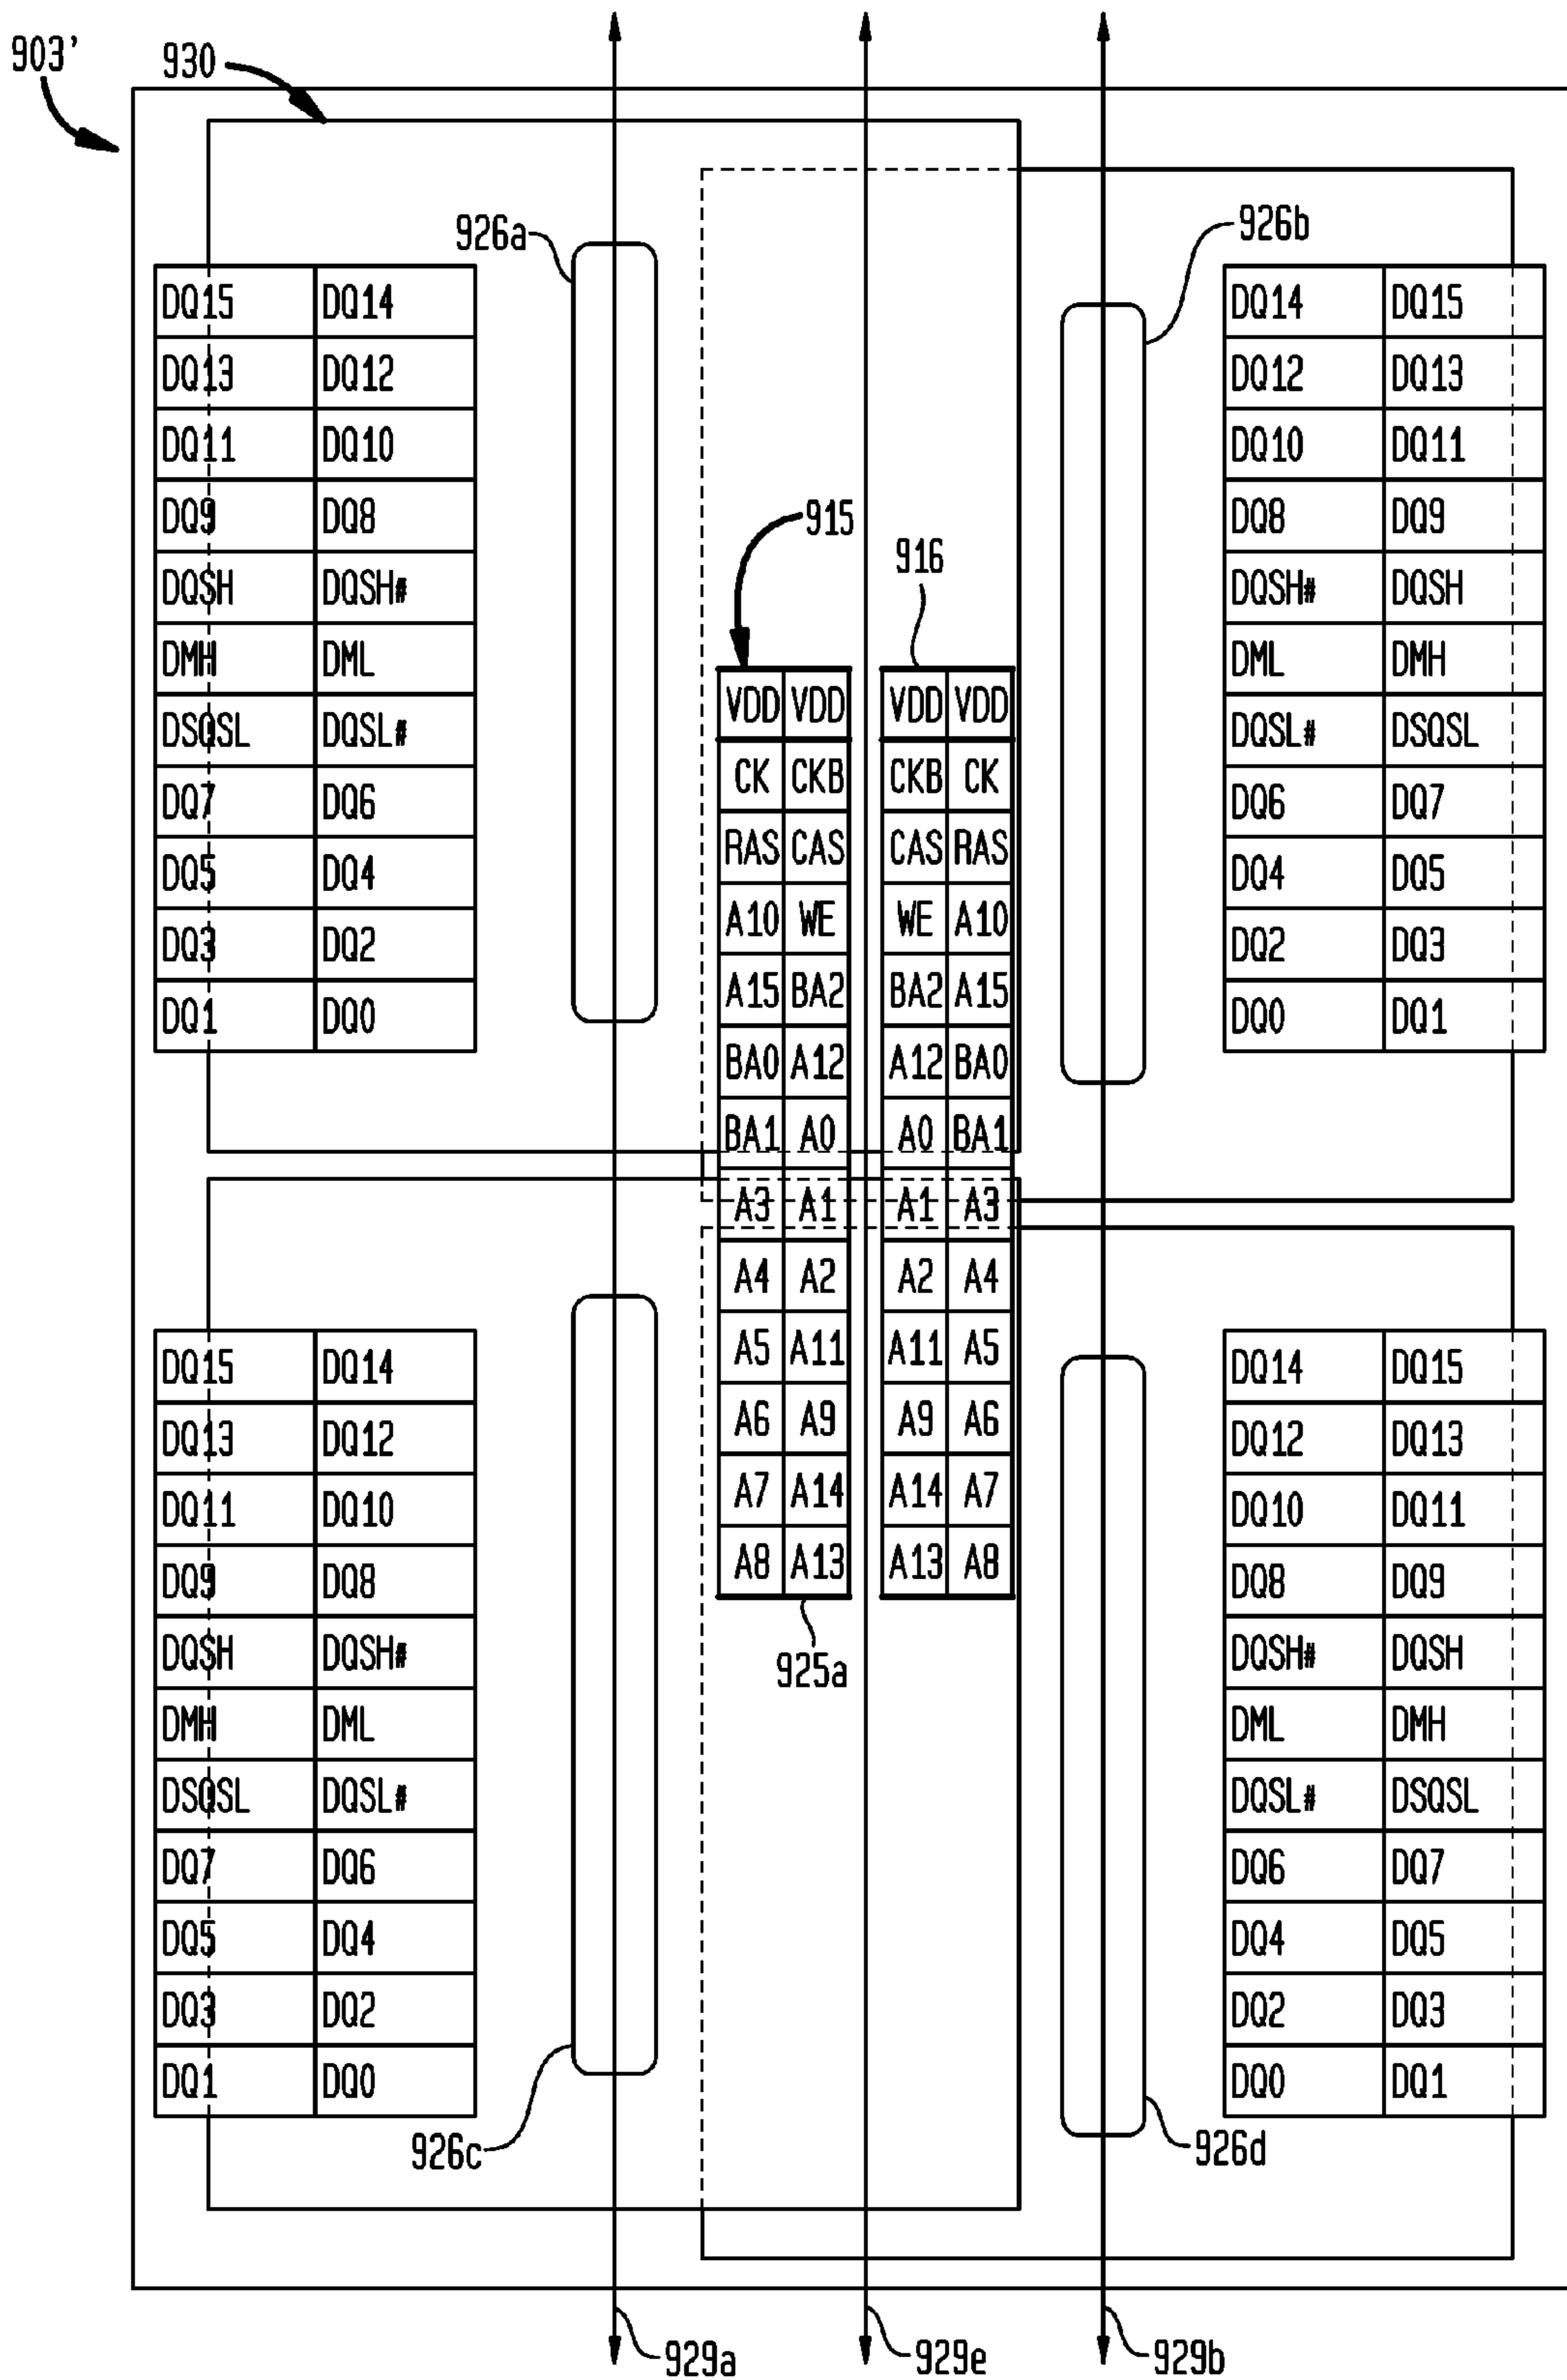 903'
930
926a
926b
DQ15 DQ14
DQ13 DQ12
DQ11 DQ10
DQ9 DQ8
DQSH DQSH#
DMH DML
DSQSL DQSL#
DQ7 DQ6
DQ5 DQ4
DQ3 DQ2
DQ1 DQ0
DQ14 DQ15
DQ12 DQ13
DQ10 DQ11
DQ8 DQ9
DQSH# DQSH
DML DMH
DQSL# DSQSL
DQ6 DQ7
DQ4 DQ5
DQ2 DQ3
DQ0 DQ1
915
916
VDD VDD VDD VDD
CK CKB CKB CK
RAS CAS CAS RAS
A10 WE WE A10
A15 BA2 BA2 A15
BA0 A12 A12 BA0
BA1 A0 A0 BA1
A3 A1 A1 A3
A4 A2 A2 A4
A5 A11 A11 A5
A6 A9 A9 A6
A7 A14 A14 A7
A8 A13 A13 A8
925a
DQ15 DQ14
DQ13 DQ12
DQ11 DQ10
DQ9 DQ8
DQSH DQSH#
DMH DML
DSQSL DQSL#
DQ7 DQ6
DQ5 DQ4
DQ3 DQ2
DQ1 DQ0
DQ14 DQ15
DQ12 DQ13
DQ10 DQ11
DQ8 DQ9
DQSH# DQSH
DML DMH
DQSL# DSQSL
DQ6 DQ7
DQ4 DQ5
DQ2 DQ3
DQ0 DQ1
926c
926d
929a
929e
929b